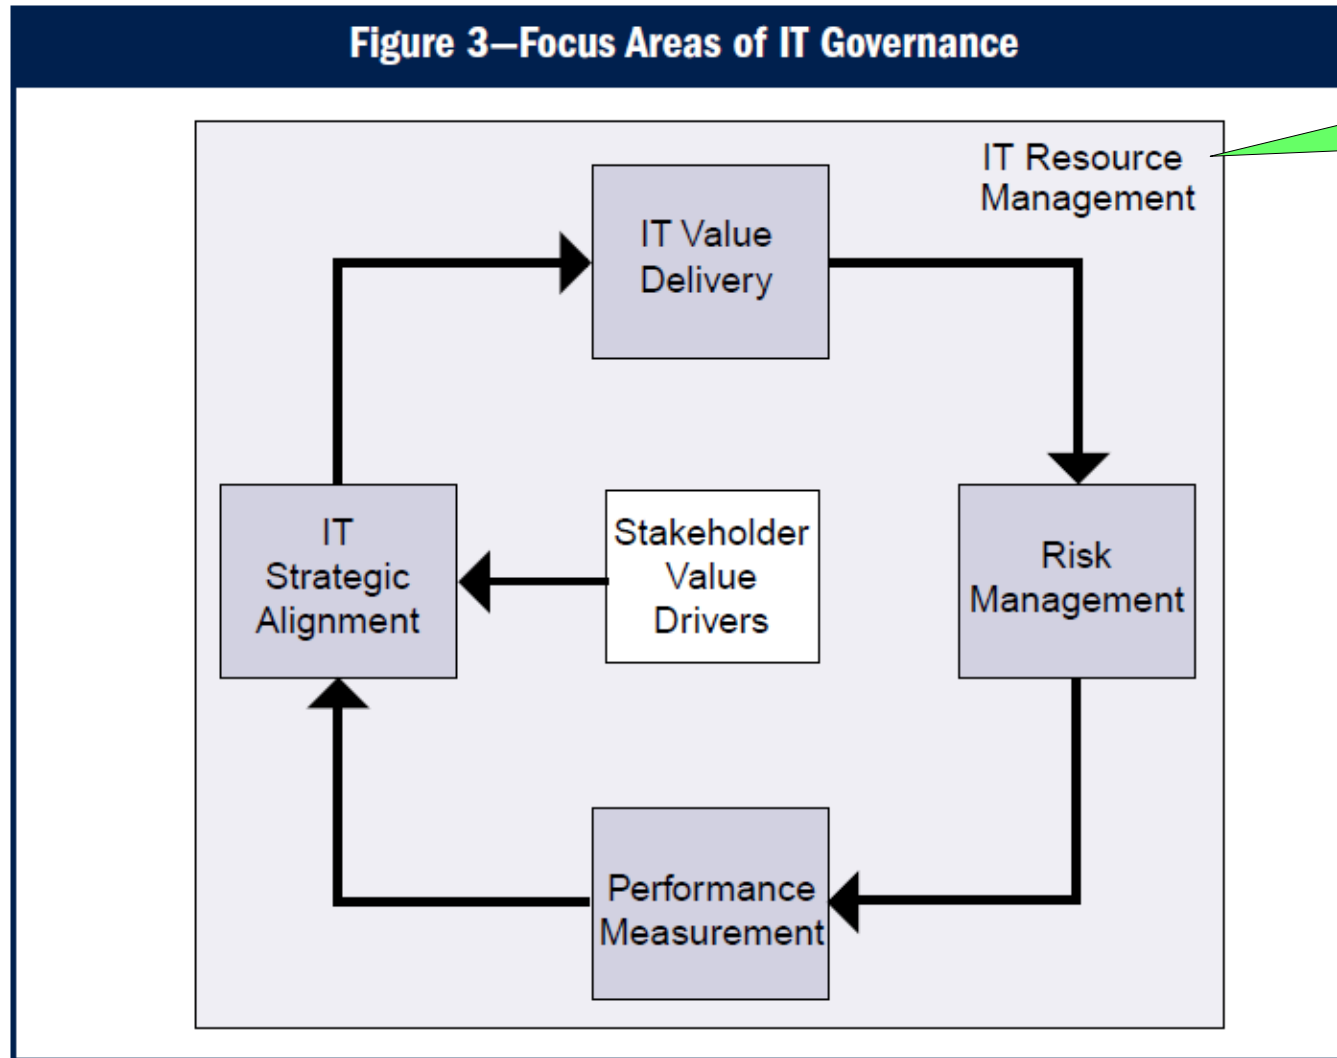 Figure 3—Focus Areas of IT Governance
IT Resource
Management
IT Value
Delivery
IT
Strategic
Alignment
Stakeholder
Value
Drivers
Risk
Management
Performance
Measurement